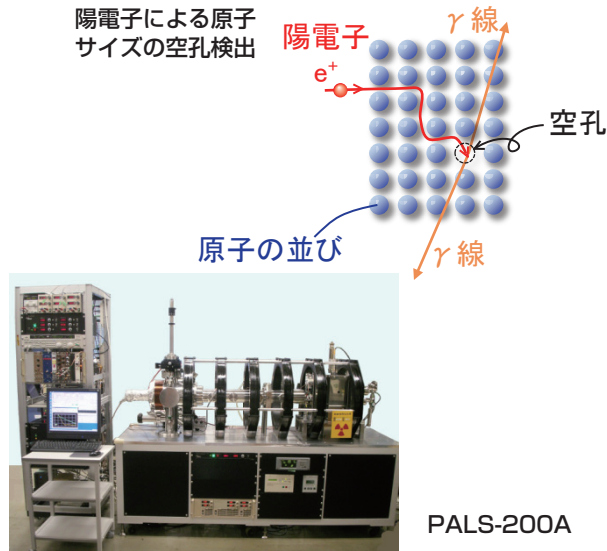 陽電子による原子
サイズの空孔検出
γ線
陽電子
e⁺
空孔
原子の並び
γ線
PALS-200A